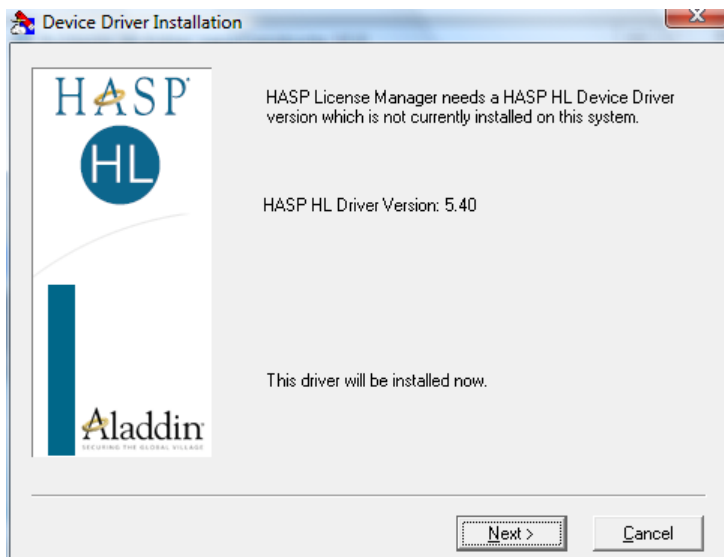 Device Driver Installation
HASP
HL
HASP License Manager needs a HASP HL Device Driver
version which is not currently installed on this system.
HASP HL Driver Version: 5.40
This driver will be installed now.
Aladdin
SECURING THE GLOBAL VILLAGE
Next >
Cancel